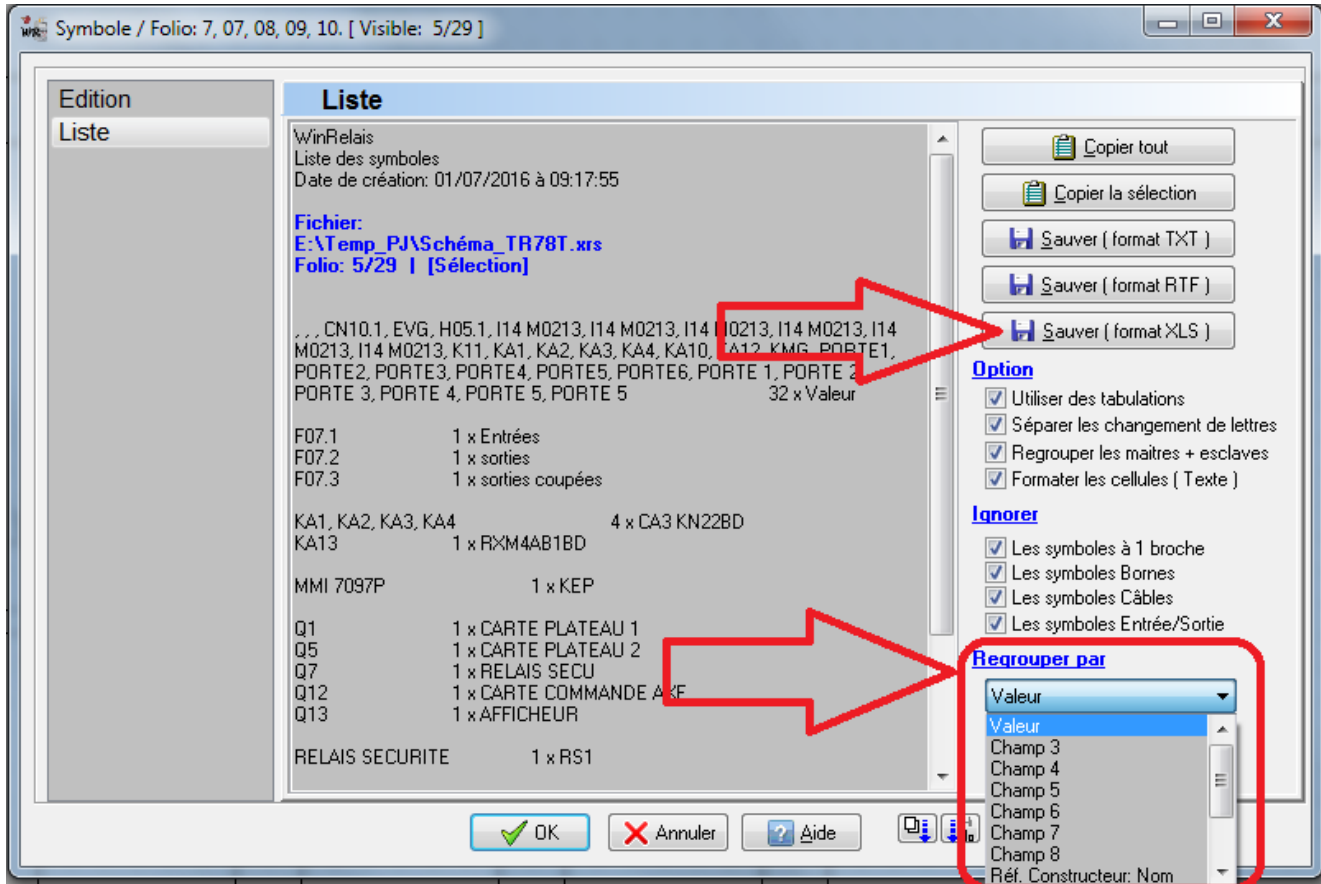 Symbole / Folio: 7, 07, 08, 09, 10. [ Visible: 5/29 ]
Edition
Liste
Liste
WinRelais
Liste des symboles
Date de création: 01/07/2016 à 09:17:55
Fichier:
E:\Temp_PJ\Schéma_TR78T.xrs
Folio: 5/29 | [Sélection]
, , , CN10.1, EVG, H05.1, I14 M0213, I14 M0213, I14 M0213, I14 M0213, I14
M0213, I14 M0213, K11, KA1, KA2, KA3, KA4, KA10, KA12, KMG, PORTE1,
PORTE2, PORTE3, PORTE4, PORTE5, PORTE6, PORTE 1, PORTE 2
PORTE 3, PORTE 4, PORTE 5, PORTE 5 32 x Valeur
F07.1 1 x Entrées
F07.2 1 x sorties
F07.3 1 x sorties coupées
KA1, KA2, KA3, KA4 4 x CA3 KN22BD
KA13 1 x RXM4AB1BD
MMI 7097P 1 x KEP
Q1 1 x CARTE PLATEAU 1
Q5 1 x CARTE PLATEAU 2
Q7 1 x RELAIS SECU
Q12 1 x CARTE COMMANDE AXE
Q13 1 x AFFICHEUR
RELAIS SECURITE 1 x RS1
Copier tout
Copier la sélection
Sauver ( format TXT )
Sauver ( format RTF )
Sauver ( format XLS )
Option
Utiliser des tabulations
Séparer les changement de lettres
Regrouper les maitres + esclaves
Formater les cellules ( Texte )
Ignorer
Les symboles à 1 broche
Les symboles Bornes
Les symboles Câbles
Les symboles Entrée/Sortie
Regrouper par
Valeur
Valeur
Champ 3
Champ 4
Champ 5
Champ 6
Champ 7
Champ 8
Réf. Constructeur: Nom
OK
Annuler
Aide